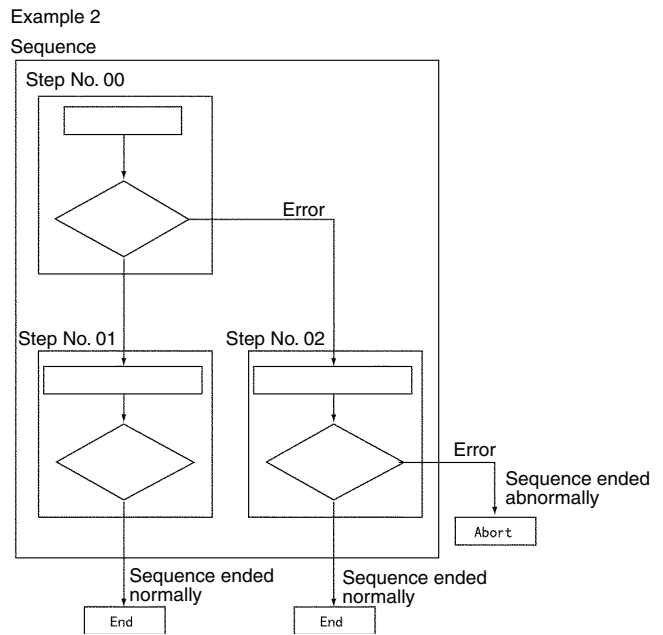 Example 2
Sequence
Step No. 00
Error
Step No. 01
Step No. 02
Error
Sequence ended
abnormally
Abort
Sequence ended
normally
Sequence ended
normally
End
End